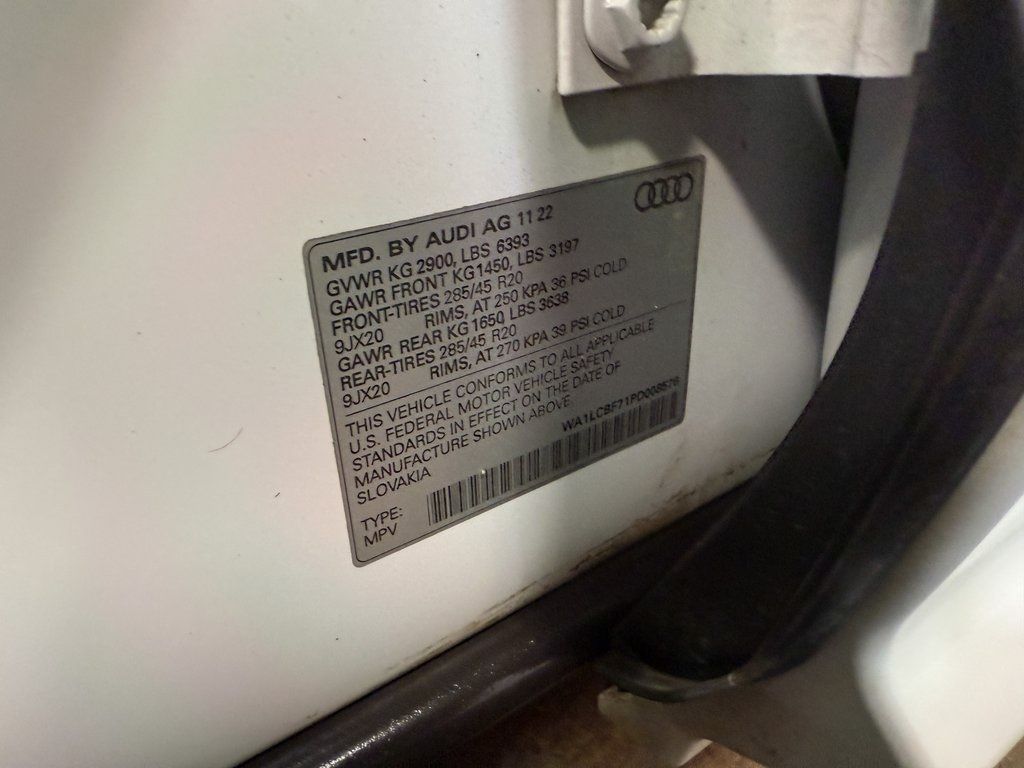 MFD. BY AUDI AG 11 22
GVWR KG 2900, LBS 6393
GAWR FRONT KG1450, LBS 3197
FRONT-TIRES 285/45 R20
9JX20 RIMS, AT 250 KPA 36 PSI COLD
GAWR REAR KG 1650, LBS 3638
REAR-TIRES 285/45 R20
9JX20 RIMS, AT 270 KPA 39 PSI COLD
THIS VEHICLE CONFORMS TO ALL APPLICABLE
U.S. FEDERAL MOTOR VEHICLE SAFETY
STANDARDS IN EFFECT ON THE DATE OF
MANUFACTURE SHOWN ABOVE
SLOVAKIA
WA1LCBF71PD008576
TYPE:
MPV